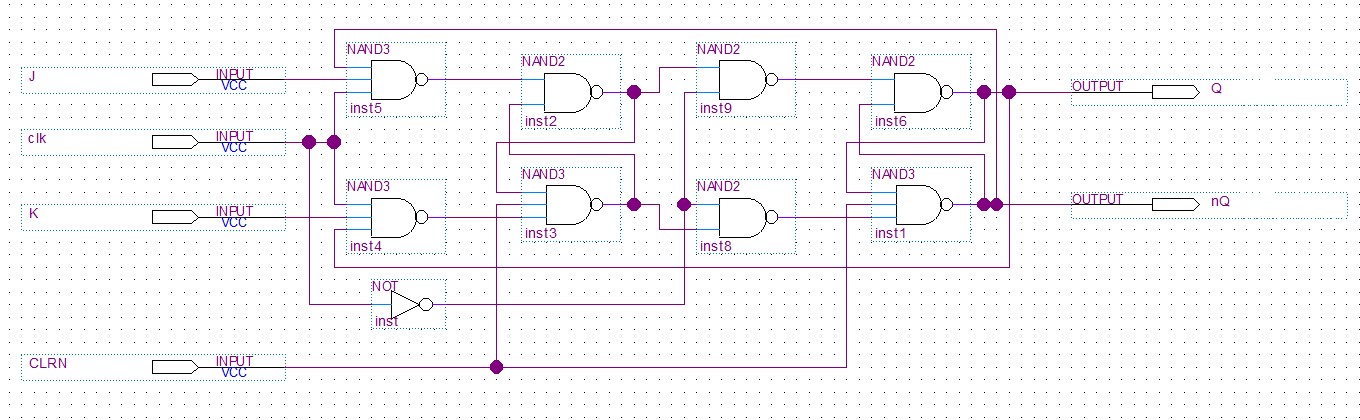 NAND3
NAND2
NAND2
NAND2
J
INPUT
VCC
OUTPUT
Q
inst5
inst2
inst9
inst6
clk
INPUT
VCC
NAND3
NAND3
NAND2
NAND3
K
INPUT
VCC
OUTPUT
nQ
inst4
inst3
inst8
inst1
NOT
inst
CLRN
INPUT
VCC